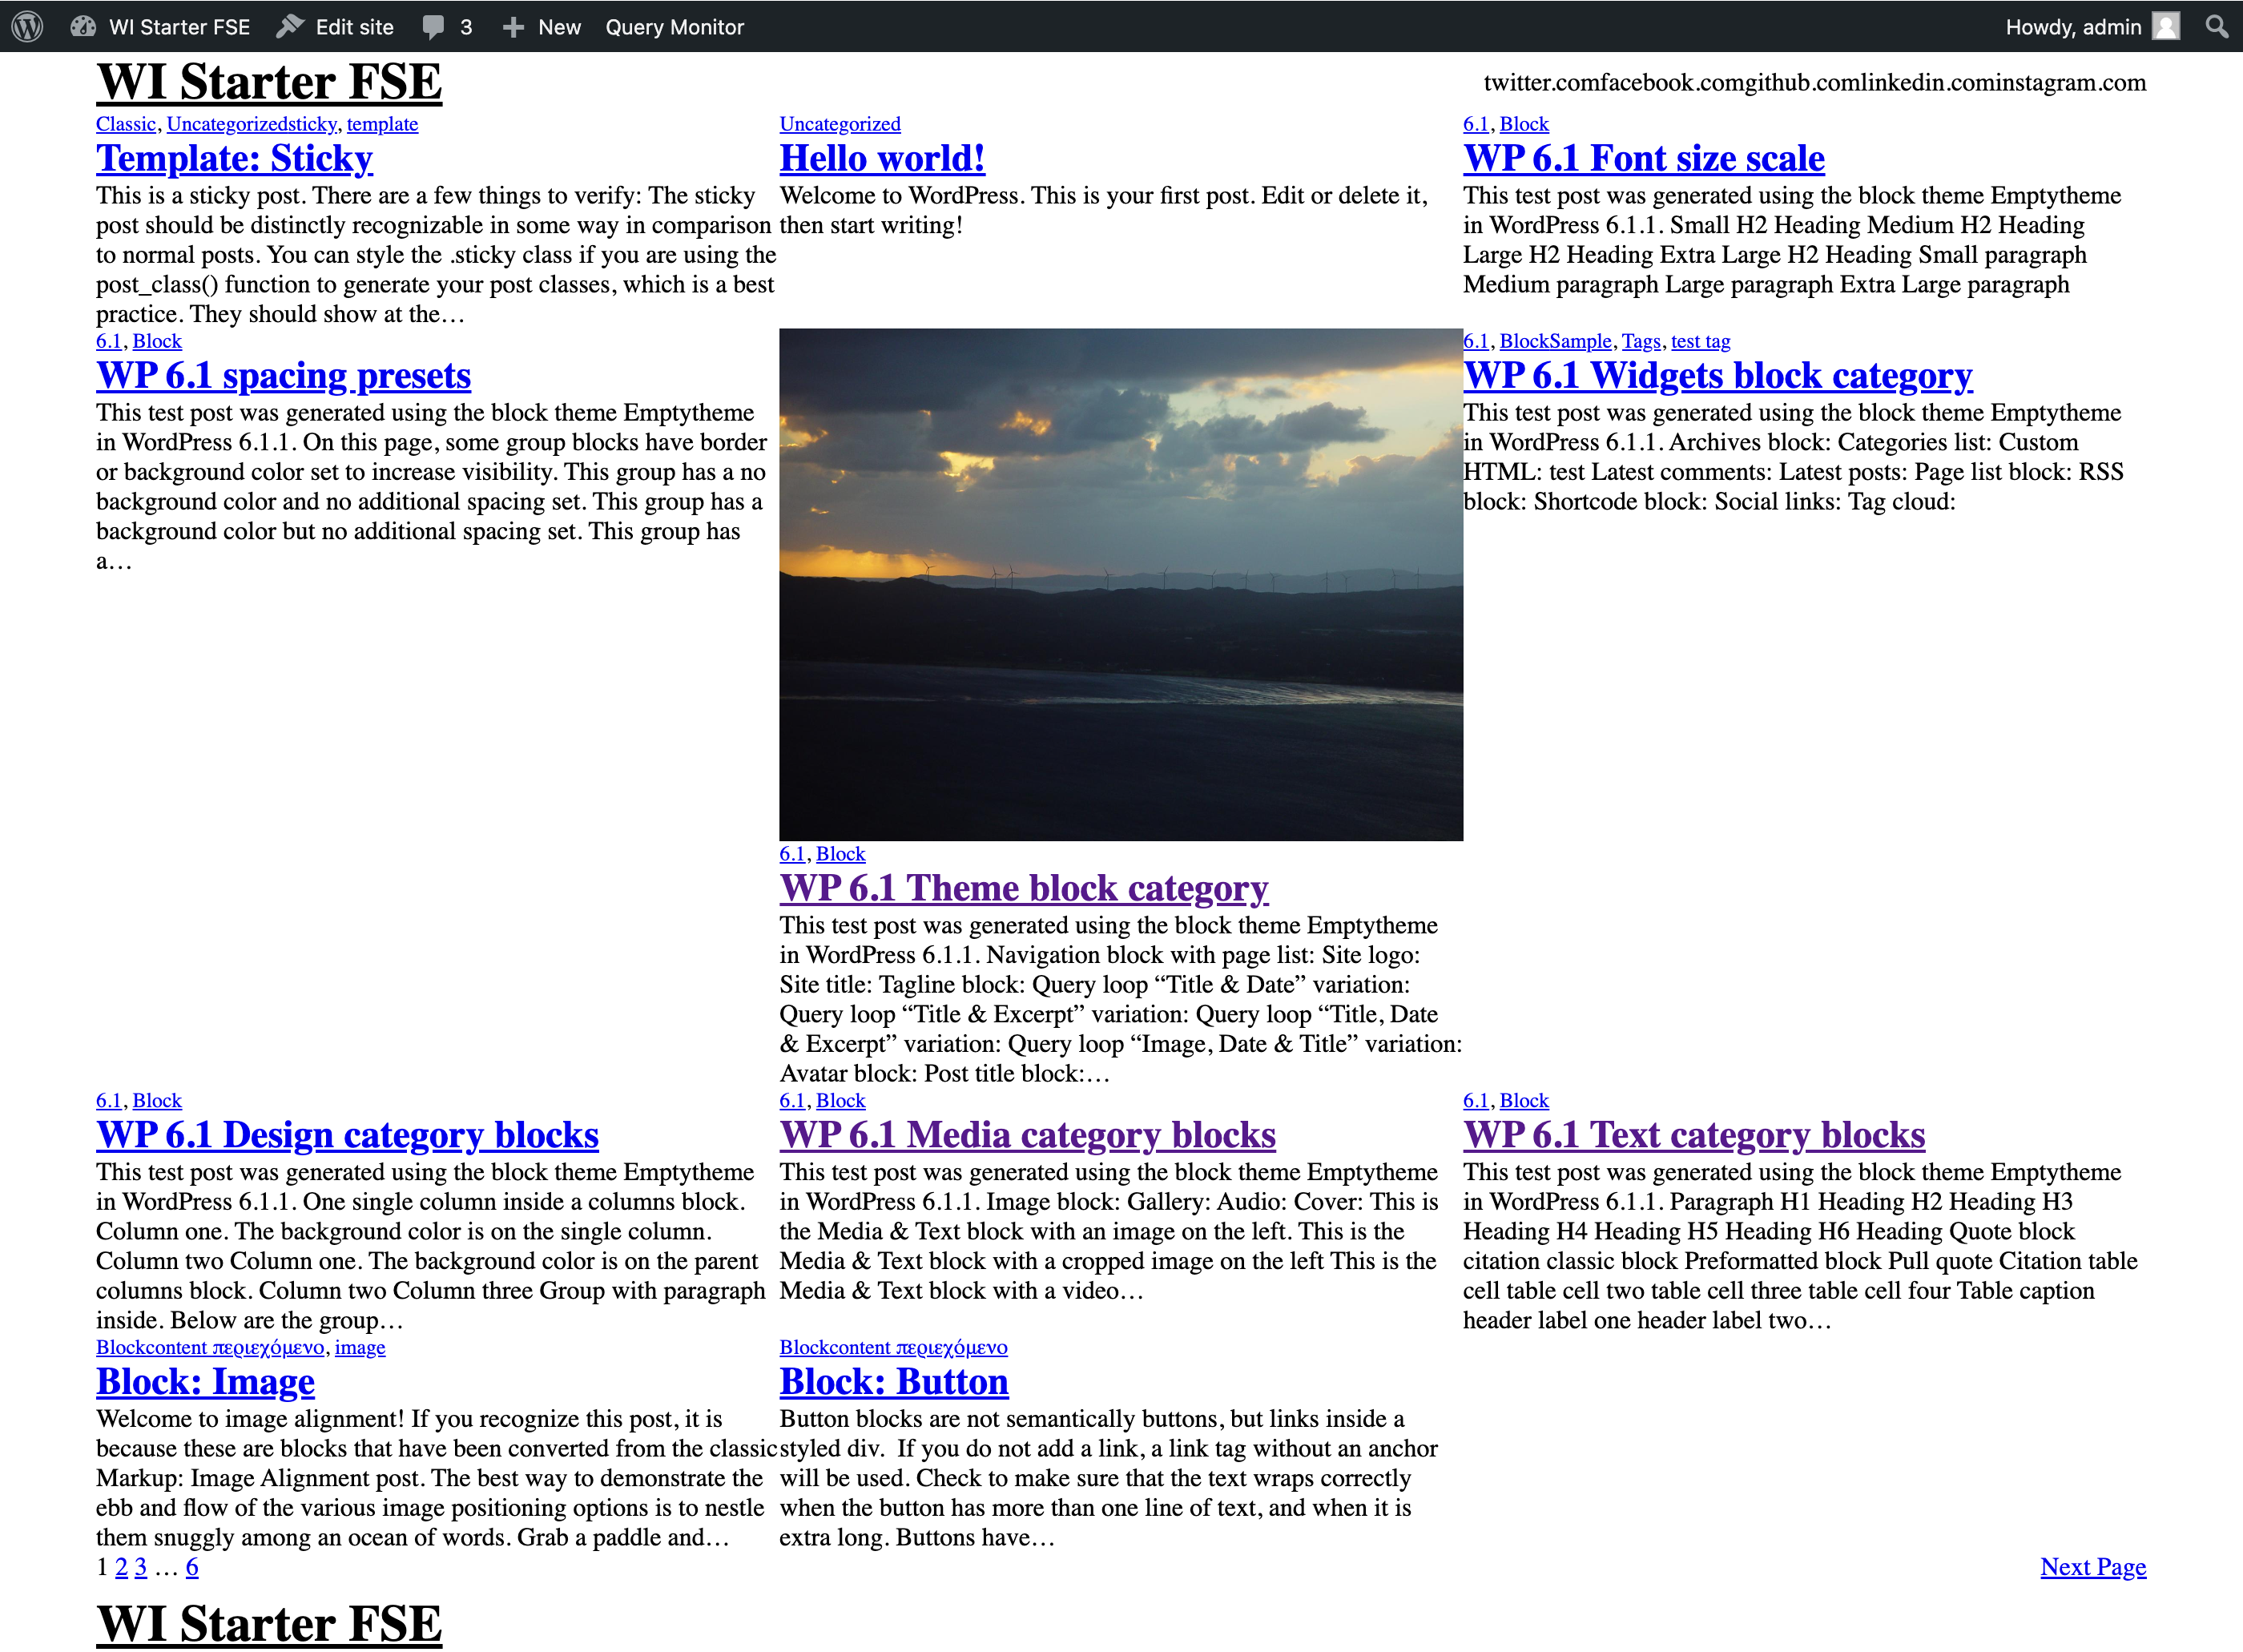 WI Starter FSE Edit site 3 New Query Monitor Howdy, admin
WI Starter FSE
twitter.comfacebook.comgithub.comlinkedin.cominstagram.com
Classic, Uncategorizedsticky, template
Template: Sticky
This is a sticky post. There are a few things to verify: The sticky
post should be distinctly recognizable in some way in comparison
to normal posts. You can style the .sticky class if you are using the
post_class() function to generate your post classes, which is a best
practice. They should show at the…
Uncategorized
Hello world!
Welcome to WordPress. This is your first post. Edit or delete it,
then start writing!
6.1, Block
WP 6.1 Font size scale
This test post was generated using the block theme Emptytheme
in WordPress 6.1.1. Small H2 Heading Medium H2 Heading
Large H2 Heading Extra Large H2 Heading Small paragraph
Medium paragraph Large paragraph Extra Large paragraph
6.1, Block
WP 6.1 spacing presets
This test post was generated using the block theme Emptytheme
in WordPress 6.1.1. On this page, some group blocks have border
or background color set to increase visibility. This group has a no
background color and no additional spacing set. This group has a
background color but no additional spacing set. This group has
a…
6.1, Block
WP 6.1 Theme block category
This test post was generated using the block theme Emptytheme
in WordPress 6.1.1. Navigation block with page list: Site logo:
Site title: Tagline block: Query loop “Title & Date” variation:
Query loop “Title & Excerpt” variation: Query loop “Title, Date
& Excerpt” variation: Query loop “Image, Date & Title” variation:
Avatar block: Post title block:…
6.1, BlockSample, Tags, test tag
WP 6.1 Widgets block category
This test post was generated using the block theme Emptytheme
in WordPress 6.1.1. Archives block: Categories list: Custom
HTML: test Latest comments: Latest posts: Page list block: RSS
block: Shortcode block: Social links: Tag cloud:
6.1, Block
WP 6.1 Design category blocks
This test post was generated using the block theme Emptytheme
in WordPress 6.1.1. One single column inside a columns block.
Column one. The background color is on the single column.
Column two Column one. The background color is on the parent
columns block. Column two Column three Group with paragraph
inside. Below are the group…
6.1, Block
WP 6.1 Media category blocks
This test post was generated using the block theme Emptytheme
in WordPress 6.1.1. Image block: Gallery: Audio: Cover: This is
the Media & Text block with an image on the left. This is the
Media & Text block with a cropped image on the left This is the
Media & Text block with a video…
6.1, Block
WP 6.1 Text category blocks
This test post was generated using the block theme Emptytheme
in WordPress 6.1.1. Paragraph H1 Heading H2 Heading H3
Heading H4 Heading H5 Heading H6 Heading Quote block
citation classic block Preformatted block Pull quote Citation table
cell table cell two table cell three table cell four Table caption
header label one header label two…
Blockcontent περιεχόμενο, image
Block: Image
Welcome to image alignment! If you recognize this post, it is
because these are blocks that have been converted from the classic
Markup: Image Alignment post. The best way to demonstrate the
ebb and flow of the various image positioning options is to nestle
them snuggly among an ocean of words. Grab a paddle and…
Blockcontent περιεχόμενο
Block: Button
Button blocks are not semantically buttons, but links inside a
styled div.  If you do not add a link, a link tag without an anchor
will be used. Check to make sure that the text wraps correctly
when the button has more than one line of text, and when it is
extra long. Buttons have…
1 2 3 … 6
Next Page
WI Starter FSE